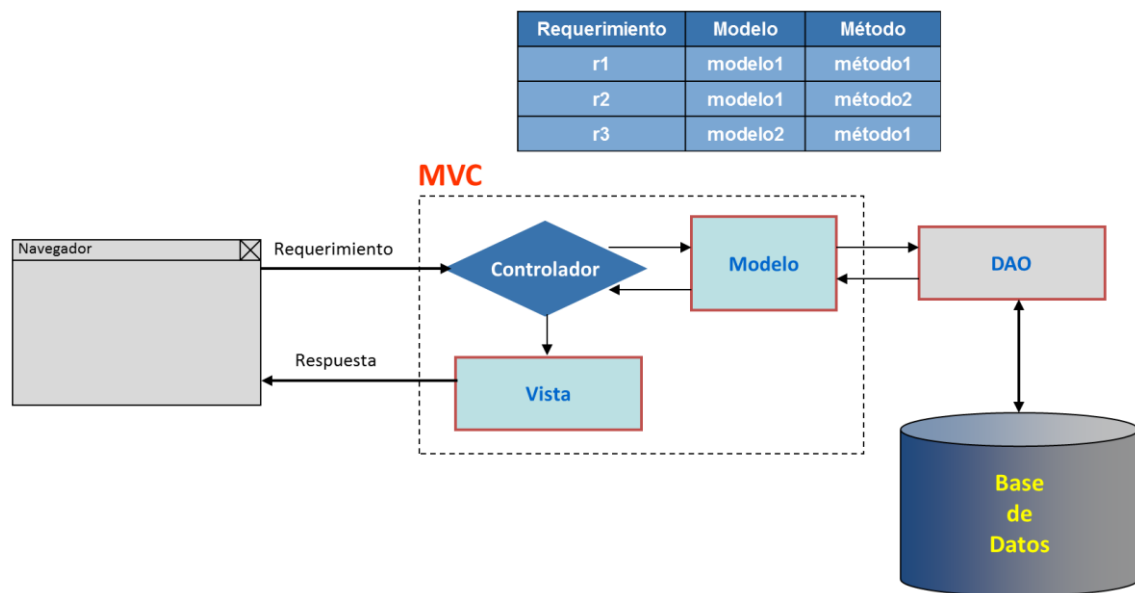 Requerimiento Modelo Método
r1 modelo1 método1
r2 modelo1 método2
r3 modelo2 método1
MVC
Navegador
Requerimiento
Controlador
Modelo
DAO
Respuesta
Vista
Base
de
Datos